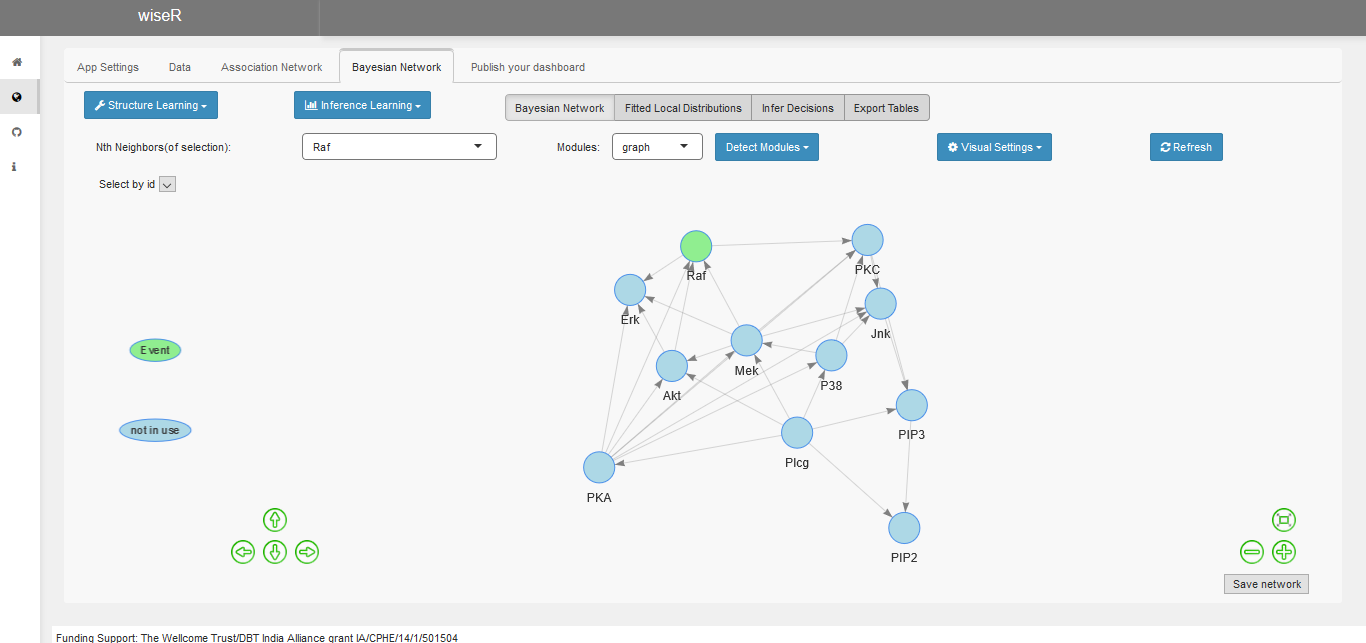 wiseR
App Settings Data Association Network Bayesian Network Publish your dashboard
Structure Learning Inference Learning Bayesian Network Fitted Local Distributions Infer Decisions Export Tables
Nth Neighbors(of selection): Raf Modules: graph Detect Modules Visual Settings Refresh
Select by id
Raf
PKC
Erk
Jnk
Event
Mek
P38
Akt
not in use
PIP3
Plcg
PKA
PIP2
Save network
Funding Support: The Wellcome Trust/DBT India Alliance grant IA/CPHE/14/1/501504